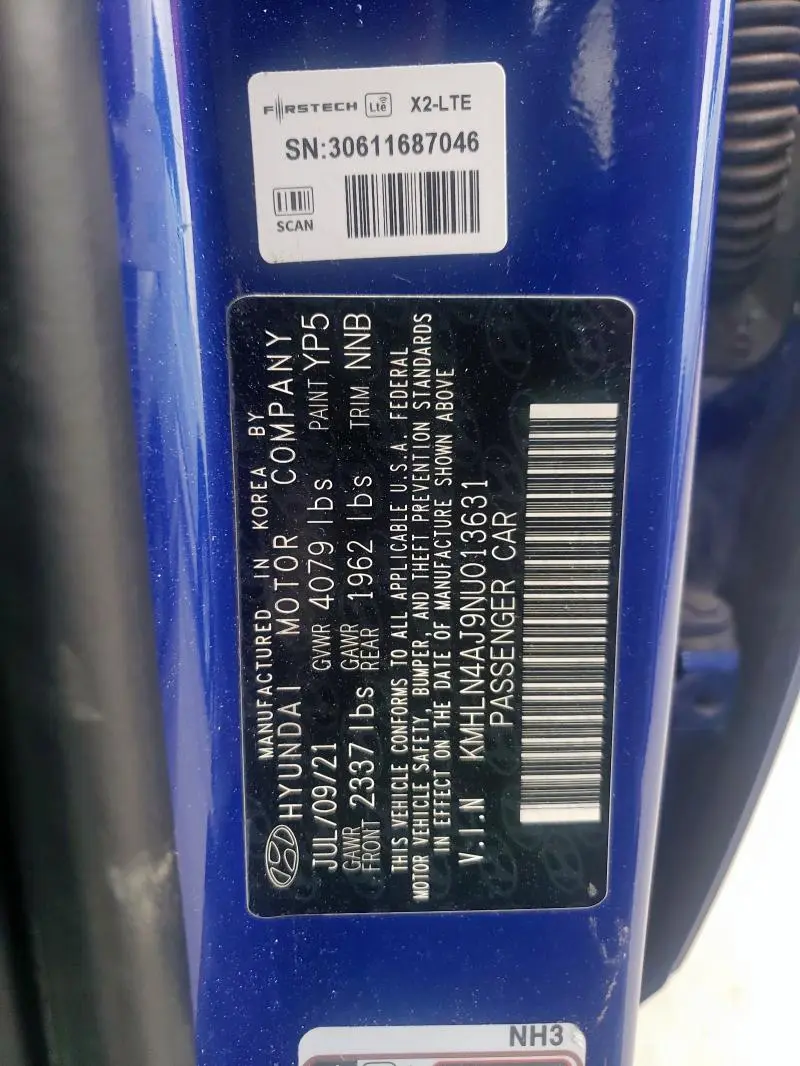 FIRSTECH LTE X2-LTE
SN:30611687046
SCAN
MANUFACTURED IN KOREA BY
HYUNDAI MOTOR COMPANY
JUL/09/21 GVWR 4079 lbs PAINT YP5
GAWR FRONT 2337 lbs GAWR REAR 1962 lbs TRIM NNB
THIS VEHICLE CONFORMS TO ALL APPLICABLE U.S.A. FEDERAL
MOTOR VEHICLE SAFETY, BUMPER, AND THEFT PREVENTION STANDARDS
IN EFFECT ON THE DATE OF MANUFACTURE SHOWN ABOVE
V.I.N KMHLN4AJ9NU013631
PASSENGER CAR
NH3